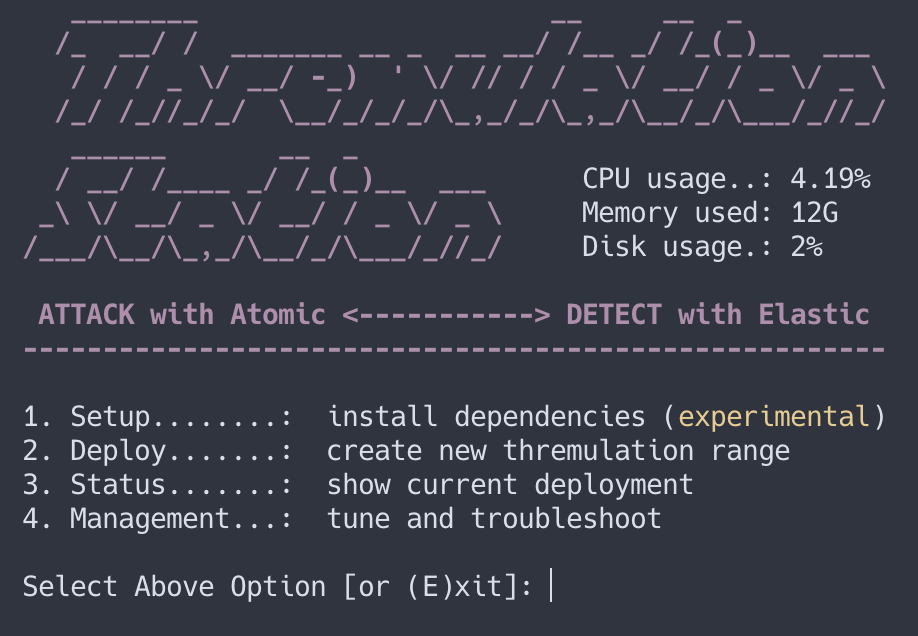 Thremulation
Station
CPU usage..: 4.19%
Memory used: 12G
Disk usage.: 2%
ATTACK with Atomic <-----------> DETECT with Elastic
------------------------------------------------------
1. Setup........:  install dependencies (experimental)
2. Deploy.......:  create new thremulation range
3. Status.......:  show current deployment
4. Management...:  tune and troubleshoot
Select Above Option [or (E)xit]: